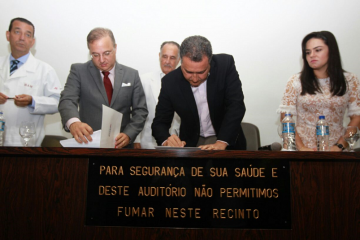 PARA SEGURANÇA DE SUA SAÚDE E
DESTE AUDITÓRIO NÃO PERMITIMOS
FUMAR NESTE RECINTO